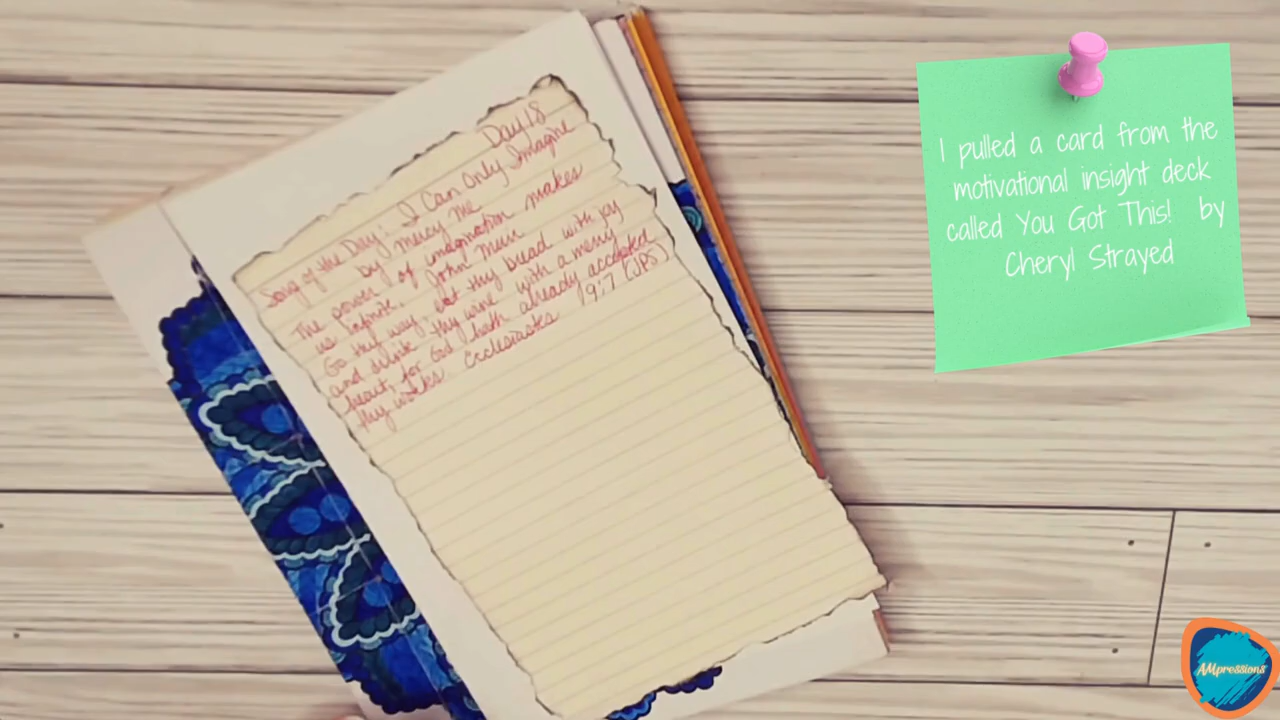 Day 18
Song of the Day: I Can Only Imagine
by mercy me
The power of imagination makes
us infinite. John Muir
Go thy way, eat thy bread with joy
and drink thy wine with a merry
heart, for God hath already accepted
thy works. Ecclesiastes 9:7 (JPS)
I pulled a card from the
motivational insight deck
called You Got This! by
Cheryl Strayed
AMpressions